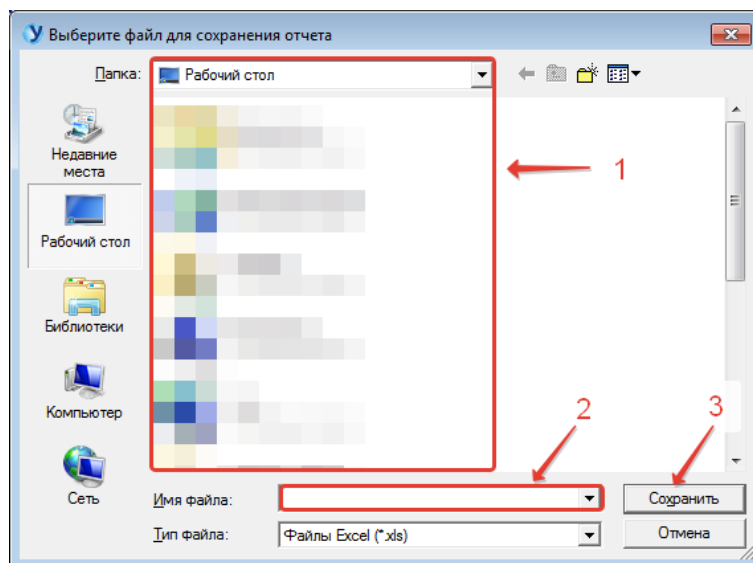 Выберите файл для сохранения отчета
Папка: Рабочий стол
1
Недавние
места
Рабочий стол
Библиотеки
Компьютер
2
3
Сеть
Имя файла:
Сохранить
Тип файла: Файлы Excel (*.xls)
Отмена